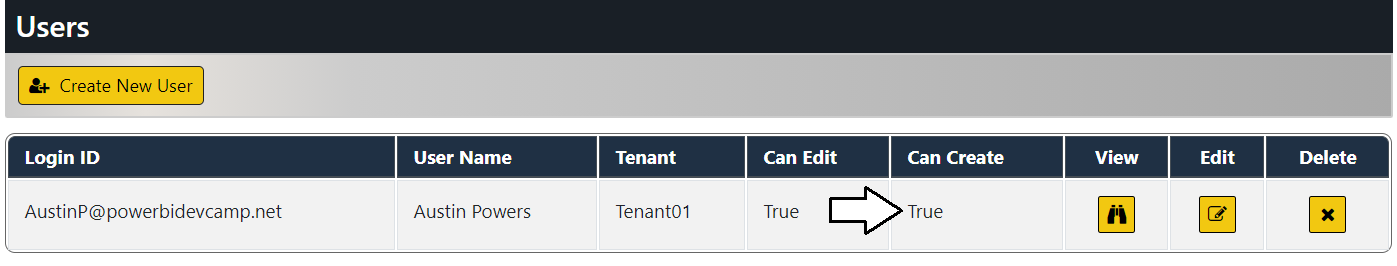 Users
Create New User
Login ID User Name Tenant Can Edit Can Create View Edit Delete
AustinP@powerbidevcamp.net Austin Powers Tenant01 True True